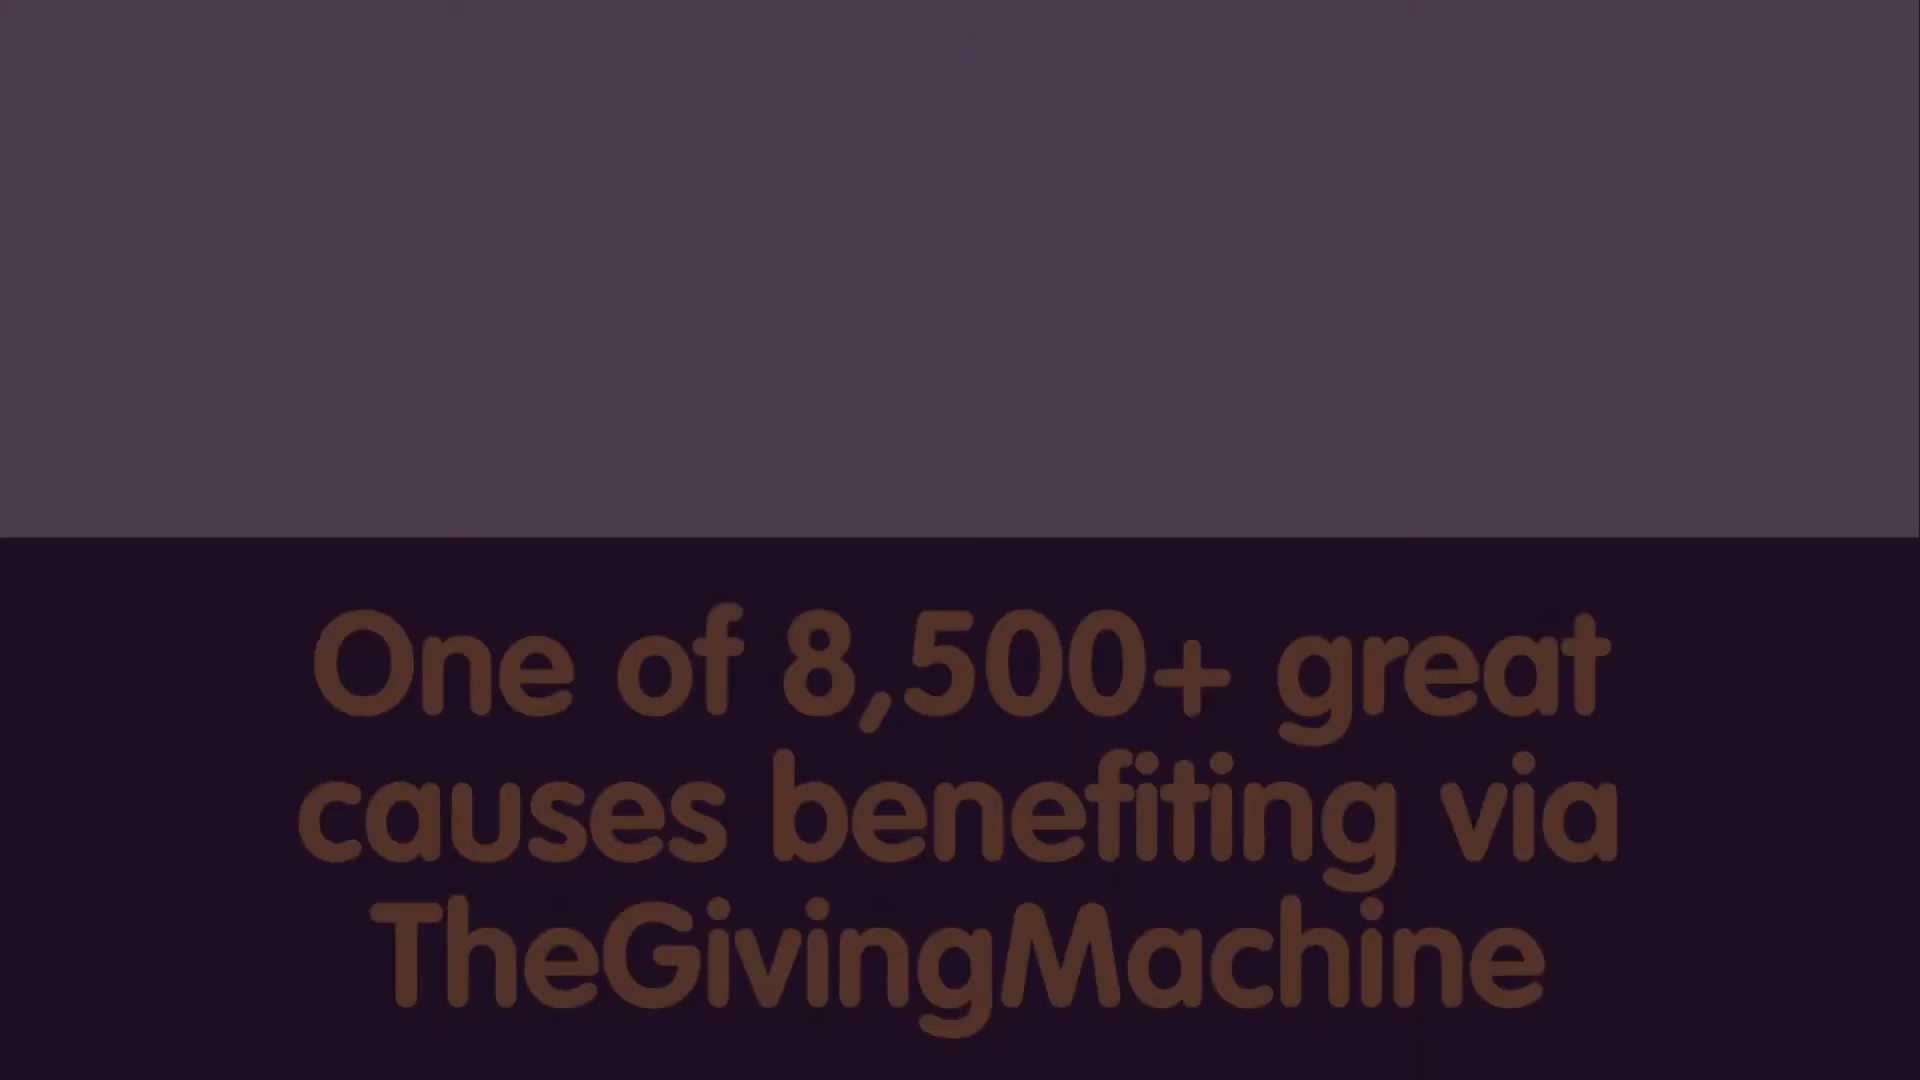 One of 8,500+ great
causes benefiting via
TheGivingMachine